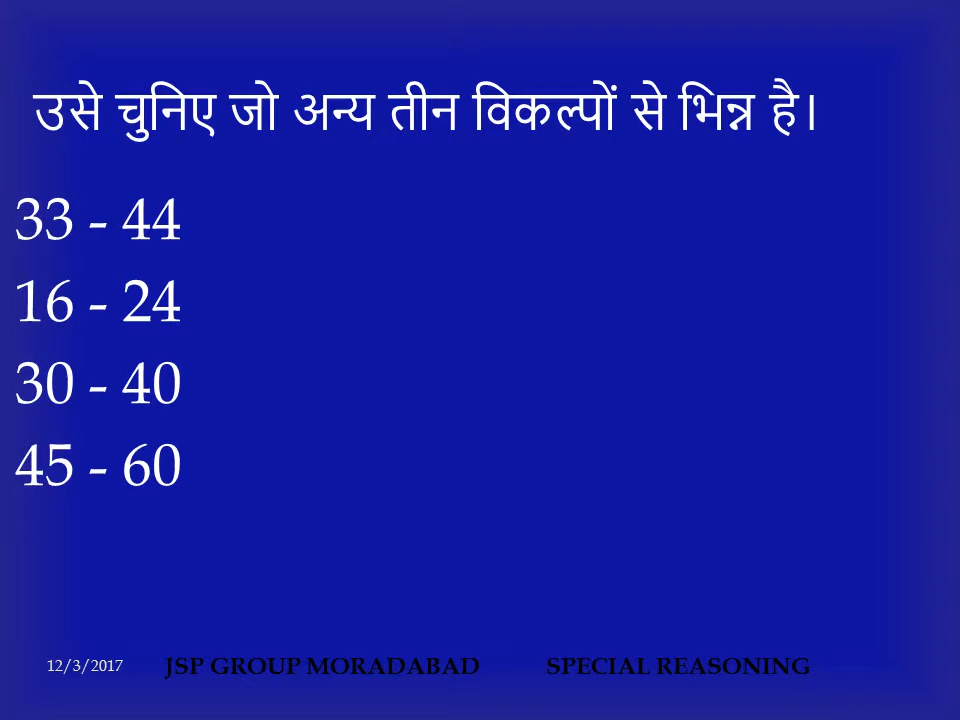 उसे चुनिए जो अन्य तीन विकल्पों से भिन्न है।
33 - 44
16 - 24
30 - 40
45 - 60
12/3/2017 JSP GROUP MORADABAD SPECIAL REASONING